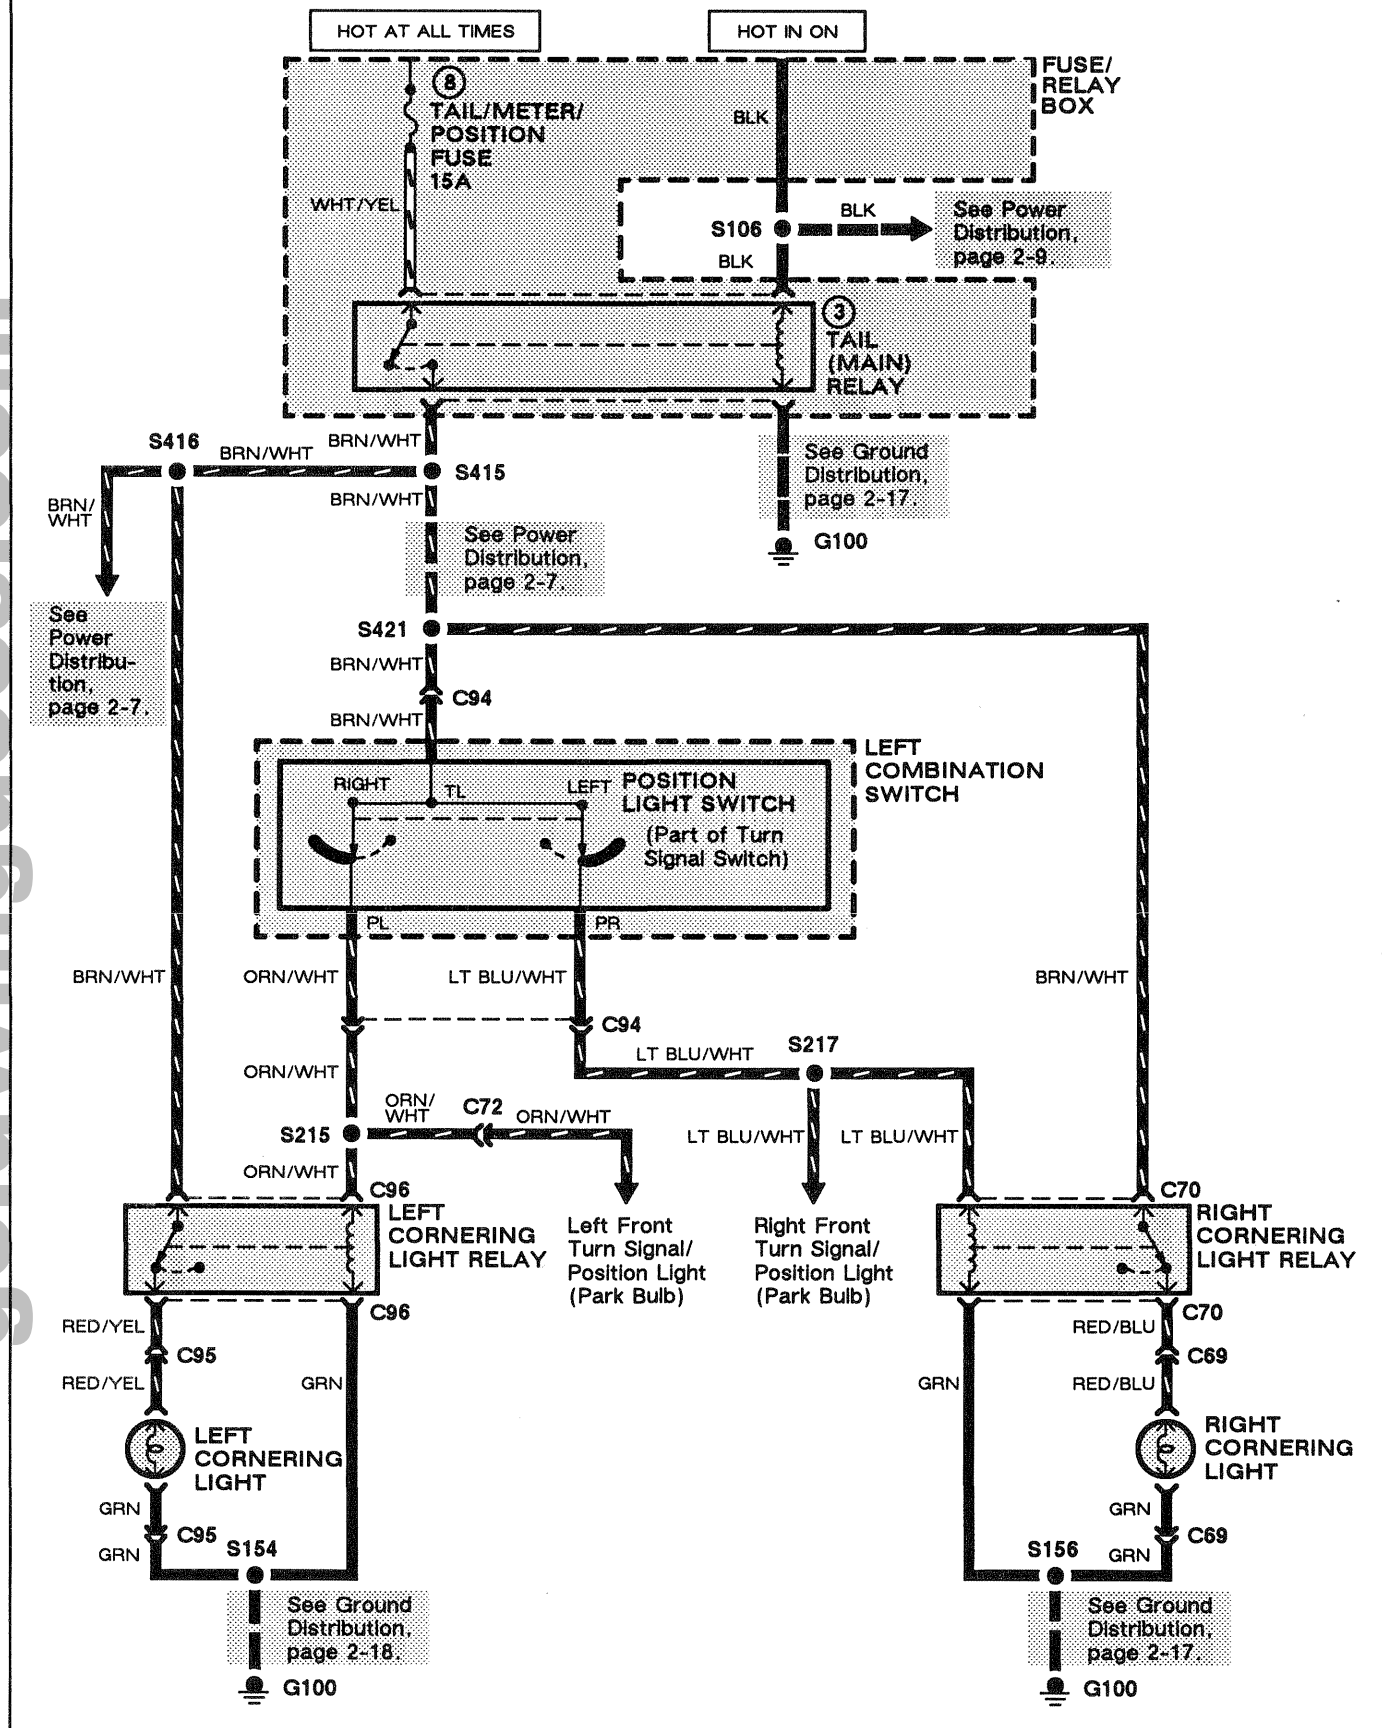 HOT AT ALL TIMES
HOT IN ON
FUSE/
RELAY
BOX
8
TAIL/METER/
POSITION
FUSE
15A
BLK
WHT/YEL
S106
BLK
See Power
Distribution,
page 2-9.
BLK
3
TAIL
(MAIN)
RELAY
S416
BRN/WHT
BRN/WHT
S415
BRN/WHT
BRN/
WHT
See Ground
Distribution,
page 2-17.
G100
See Power
Distribution,
page 2-7.
See
Power
Distribu-
tion,
page 2-7.
S421
BRN/WHT
C94
BRN/WHT
LEFT
COMBINATION
SWITCH
RIGHT
TL
LEFT
POSITION
LIGHT SWITCH
(Part of Turn
Signal Switch)
PL
PR
BRN/WHT
ORN/WHT
LT BLU/WHT
BRN/WHT
C94
LT BLU/WHT
S217
ORN/WHT
ORN/
WHT
C72
ORN/WHT
S215
LT BLU/WHT
LT BLU/WHT
ORN/WHT
C96
LEFT
CORNERING
LIGHT RELAY
Left Front
Turn Signal/
Position Light
(Park Bulb)
Right Front
Turn Signal/
Position Light
(Park Bulb)
C70
RIGHT
CORNERING
LIGHT RELAY
C96
C70
RED/YEL
C95
RED/YEL
GRN
GRN
RED/BLU
C69
RED/BLU
LEFT
CORNERING
LIGHT
RIGHT
CORNERING
LIGHT
GRN
C95
GRN
S154
GRN
C69
S156
GRN
See Ground
Distribution,
page 2-18.
G100
See Ground
Distribution,
page 2-17.
G100